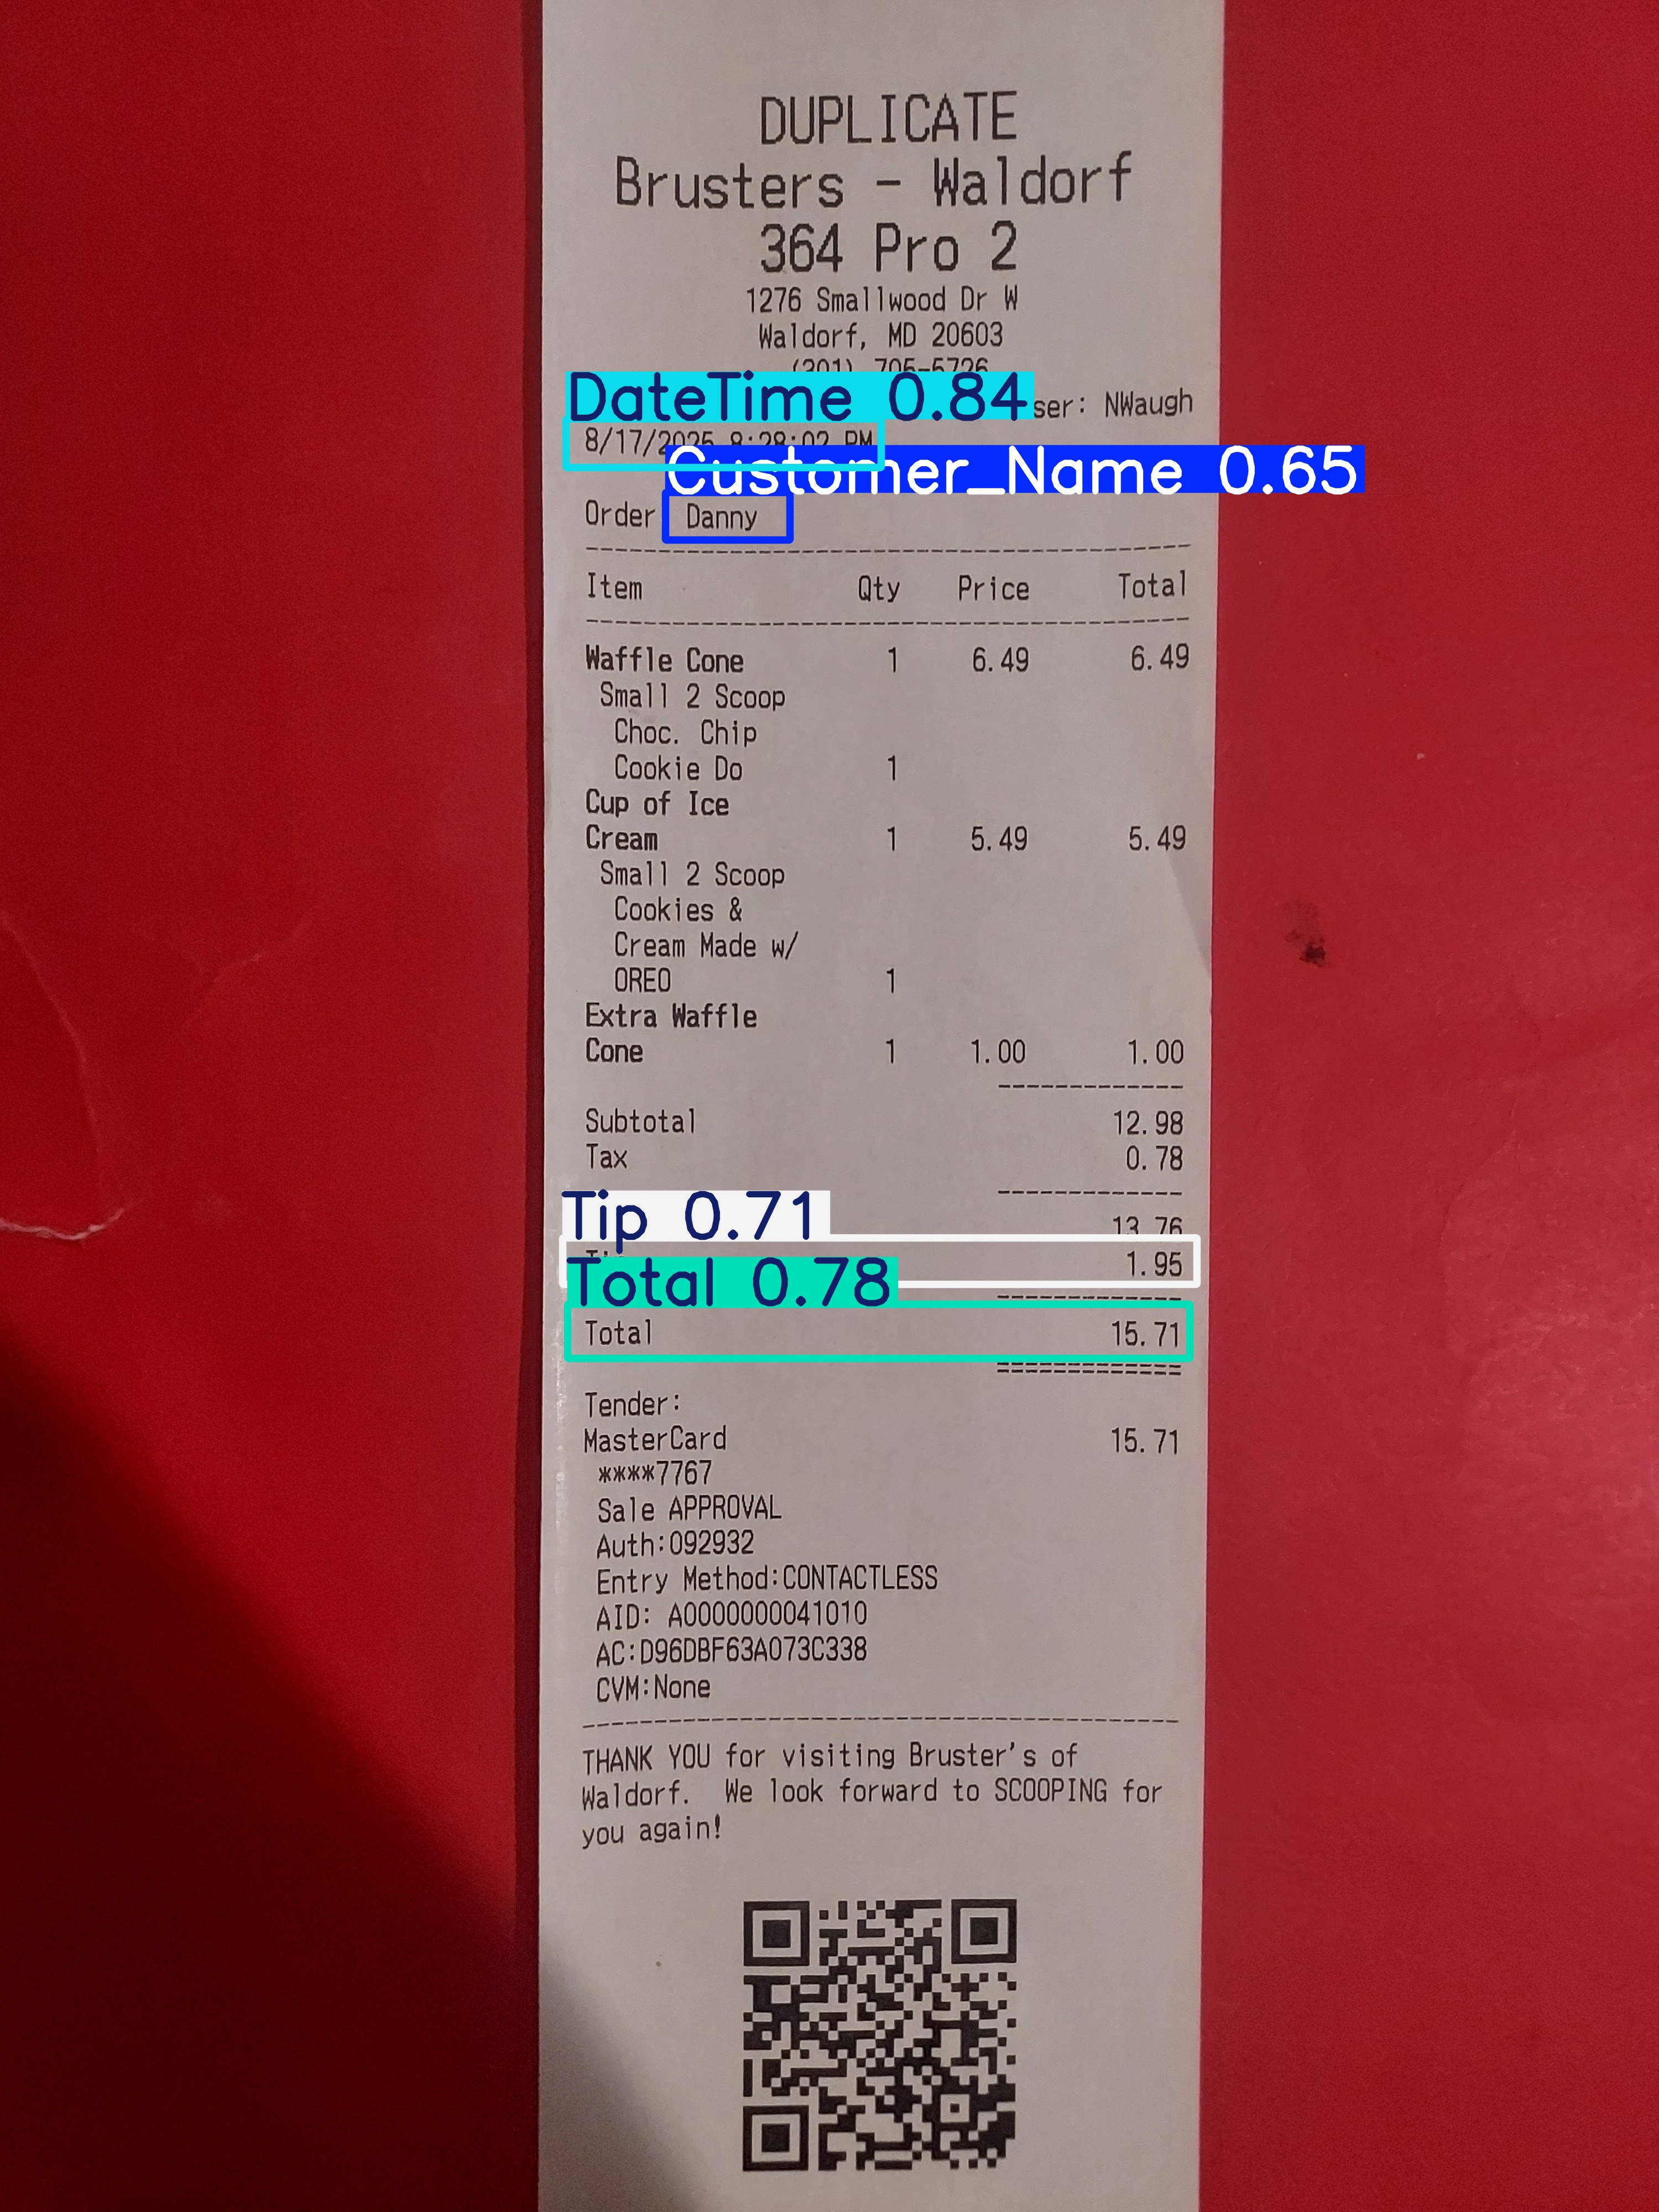 DUPLICATE
Brusters - Waldorf
364 Pro 2
1276 Smallwood Dr W
Waldorf, MD 20603
(301) 705-5726
DateTime 0.84
ser: NWaugh
8/17/2025 8:28:02 PM
Customer_Name 0.65
Order Danny
Item Qty Price Total
Waffle Cone 1 6.49 6.49
Small 2 Scoop
Choc. Chip
Cookie Do 1
Cup of Ice
Cream 1 5.49 5.49
Small 2 Scoop
Cookies &
Cream Made w/
OREO 1
Extra Waffle
Cone 1 1.00 1.00
Subtotal 12.98
Tax 0.78
Tip 0.71
13.76
1.95
Total 0.78
Total 15.71
Tender:
MasterCard 15.71
****7767
Sale APPROVAL
Auth:092932
Entry Method:CONTACTLESS
AID: A0000000041010
AC:D96DBF63A073C338
CVM:None
THANK YOU for visiting Bruster's of
Waldorf. We look forward to SCOOPING for
you again!